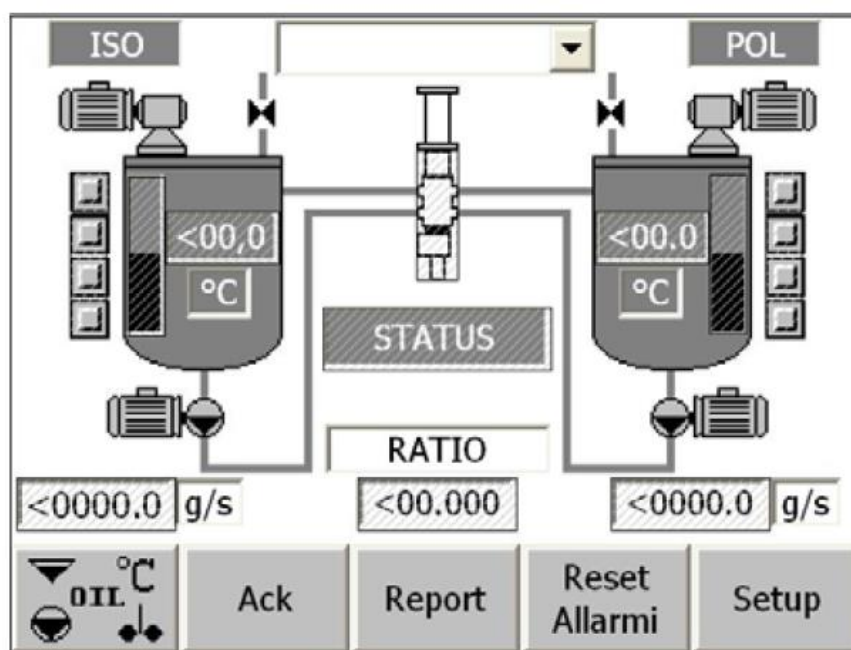 ISO
POL
<00,0
<00.0
°C
°C
STATUS
RATIO
<0000.0 g/s
<00.000
<0000.0 g/s
°C
OIL
Ack
Report
Reset
Allarmi
Setup